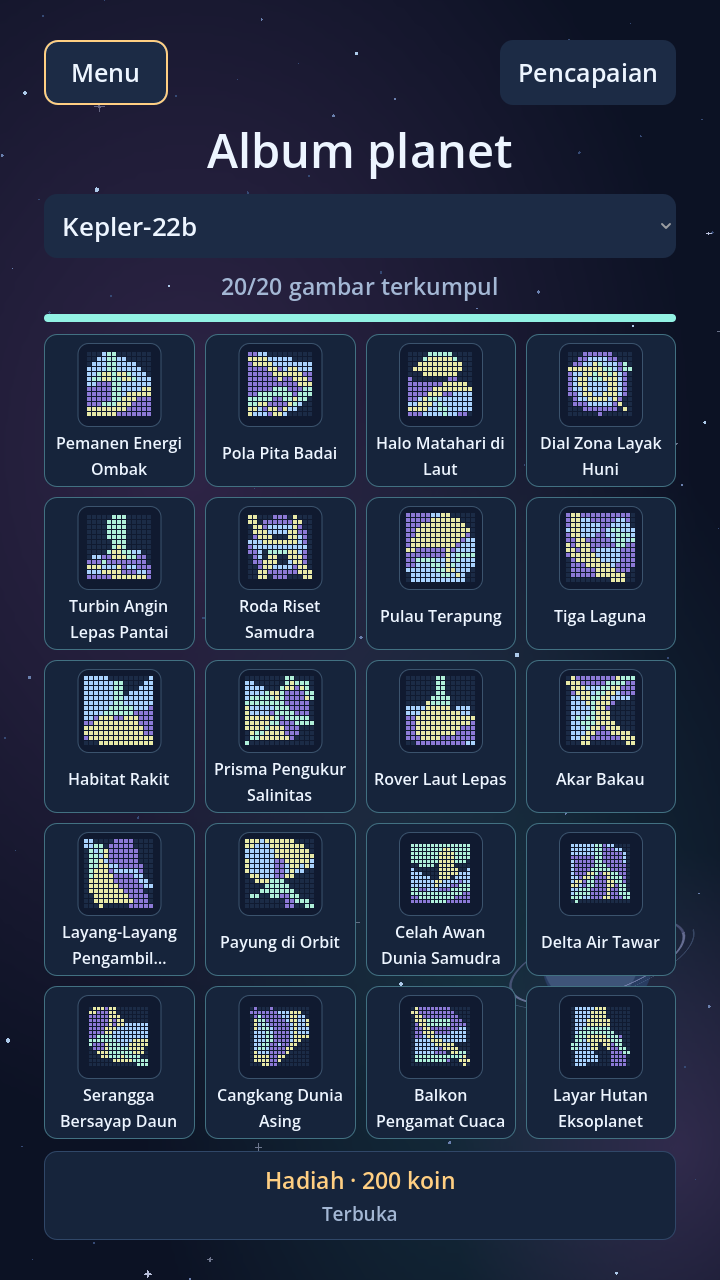 Menu
Pencapaian
Album planet
Kepler-22b
20/20 gambar terkumpul
Pemanen Energi
Ombak
Pola Pita Badai
Halo Matahari di
Laut
Dial Zona Layak
Huni
Turbin Angin
Lepas Pantai
Roda Riset
Samudra
Pulau Terapung
Tiga Laguna
Habitat Rakit
Prisma Pengukur
Salinitas
Rover Laut Lepas
Akar Bakau
Layang-Layang
Pengambil...
Payung di Orbit
Celah Awan
Dunia Samudra
Delta Air Tawar
Serangga
Bersayap Daun
Cangkang Dunia
Asing
Balkon
Pengamat Cuaca
Layar Hutan
Eksoplanet
Hadiah · 200 koin
Terbuka